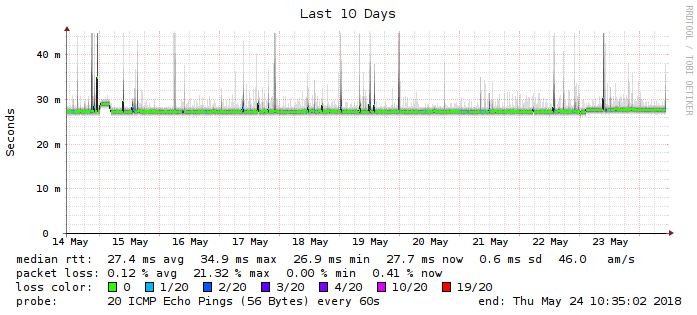 Last 10 Days
RRDTOOL / TOBI OETIKER
Seconds
40 m
30 m
20 m
10 m
0
14 May 15 May 16 May 17 May 18 May 19 May 20 May 21 May 22 May 23 May
median rtt: 27.4 ms avg 34.9 ms max 26.9 ms min 27.7 ms now 0.6 ms sd 46.0 am/s
packet loss: 0.12 % avg 21.32 % max 0.00 % min 0.41 % now
loss color: 0 1/20 2/20 3/20 4/20 10/20 19/20
probe: 20 ICMP Echo Pings (56 Bytes) every 60s end: Thu May 24 10:35:02 2018